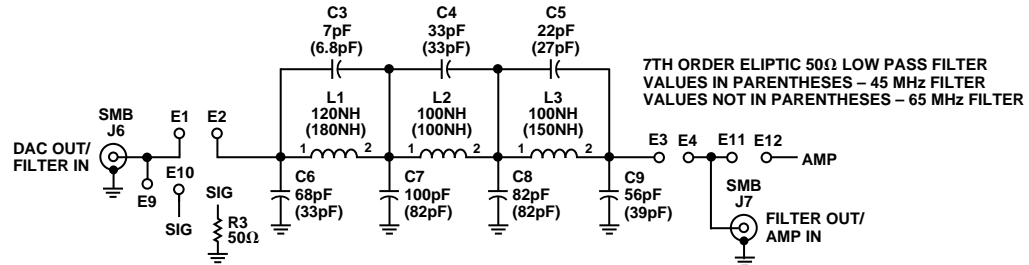 C3
7pF
(6.8pF)
C4
33pF
(33pF)
C5
22pF
(27pF)
7TH ORDER ELIPTIC 50Ω LOW PASS FILTER
VALUES IN PARENTHESES – 45 MHz FILTER
VALUES NOT IN PARENTHESES – 65 MHz FILTER
L1
120NH
(180NH)
L2
100NH
(100NH)
L3
100NH
(150NH)
SMB
J6
E1
E2
DAC OUT/
FILTER IN
1
2
1
2
1
2
E3
E4
E11
E12
AMP
E9
E10
SIG
SIG
R3
50Ω
C6
68pF
(33pF)
C7
100pF
(82pF)
C8
82pF
(82pF)
C9
56pF
(39pF)
SMB
J7
FILTER OUT/
AMP IN